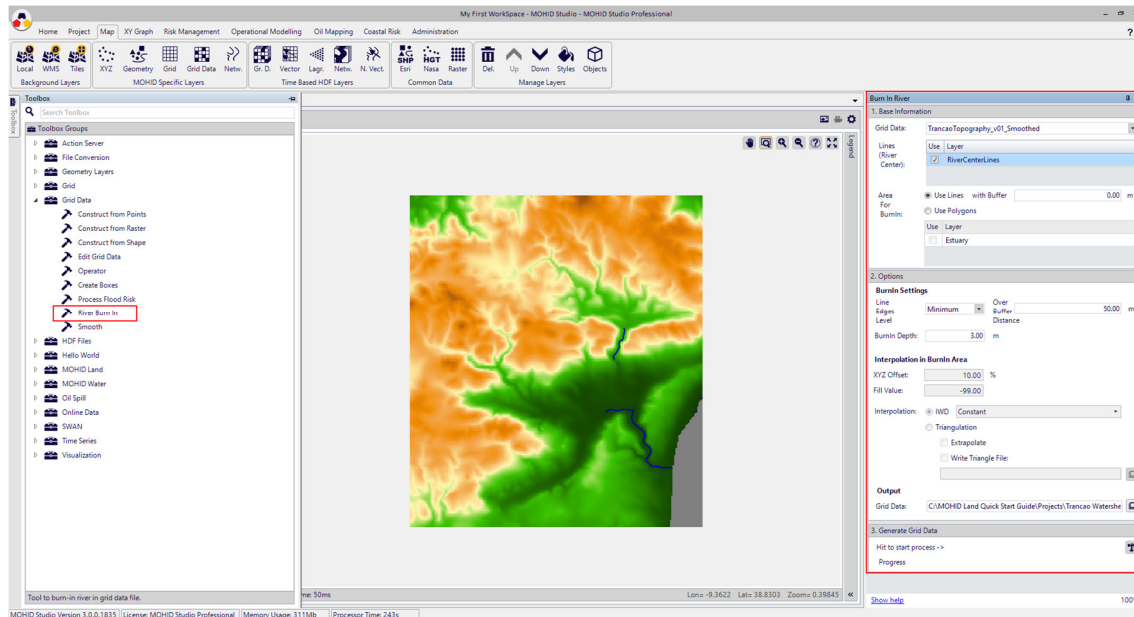 My First WorkSpace - MOHID Studio - MOHID Studio Professional
Home Project Map XY Graph Risk Management Operational Modelling Oil Mapping Coastal Risk Administration ?
Local WMS Tiles XYZ Geometry Grid Grid Data Netw. Gr. D. Vector Lagr. Netw. N. Vect. SHP Esri HGT Nasa Raster Del. Up Down Styles Objects
Background Layers MOHID Specific Layers Time Based HDF Layers Common Data Manage Layers
Toolbox
Toolbox
Search Toolbox
Toolbox Groups
Action Server
File Conversion
Geometry Layers
Grid
Grid Data
Construct from Points
Construct from Raster
Construct from Shape
Edit Grid Data
Operator
Create Boxes
Process Flood Risk
River Burn In
Smooth
HDF Files
Hello World
MOHID Land
MOHID Water
Oil Spill
Online Data
SWAN
Time Series
Visualization
Tool to burn-in river in grid data file.
Legend
me: 50ms
Lon= -9.3622 Lat= 38.8303 Zoom= 0.39845
Burn In River
1. Base Information
Grid Data: TrancaoTopography_v01_Smoothed
Lines (River Center):
Use Layer
RiverCenterLines
Area For BurnIn:
Use Lines with Buffer 0.00 m
Use Polygons
Use Layer
Estuary
2. Options
BurnIn Settings
Line Edges Level Minimum Over Buffer Distance 50.00 m
BurnIn Depth: 3.00 m
Interpolation in BurnIn Area
XYZ Offset: 10.00 %
Fill Value: -99.00
Interpolation: IWD Constant
Triangulation
Extrapolate
Write Triangle File:
Output
Grid Data: C:\MOHID Land Quick Start Guide\Projects\Trancao Watershe
3. Generate Grid Data
Hit to start process ->
Progress
Show help 100%
MOHID Studio Version 3.0.0.1835 License: MOHID Studio Professional Memory Usage: 311Mb Processor Time: 243s